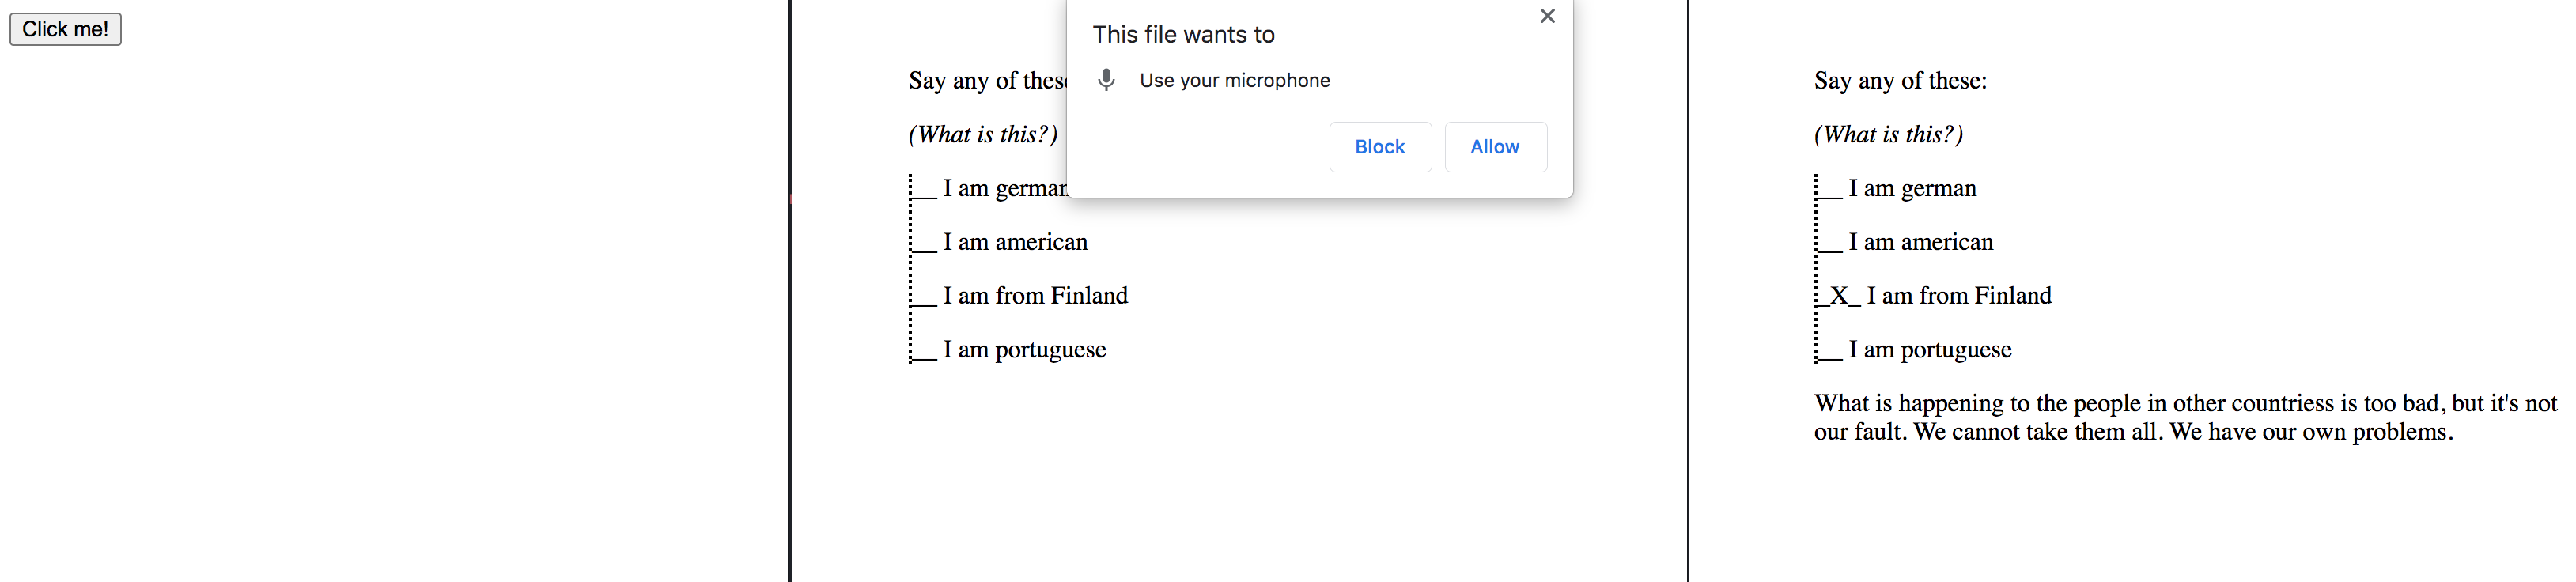 Click me!
This file wants to
Use your microphone
Block Allow
Say any of these
(What is this?)
__ I am german
__ I am american
__ I am from Finland
__ I am portuguese
Say any of these:
(What is this?)
__ I am german
__ I am american
_X_ I am from Finland
__ I am portuguese
What is happening to the people in other countriess is too bad, but it's not
our fault. We cannot take them all. We have our own problems.